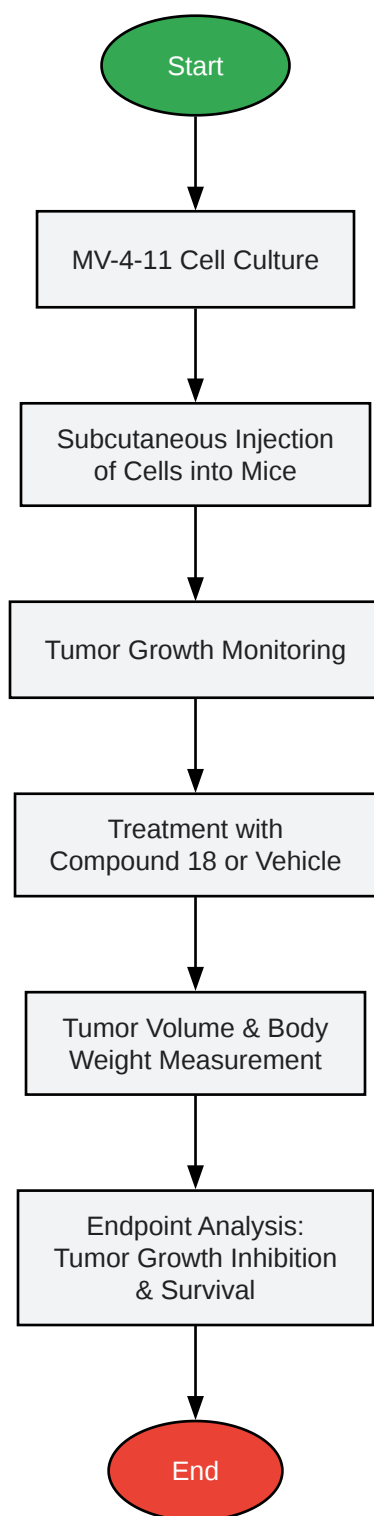 Start
MV-4-11 Cell Culture
Subcutaneous Injection
of Cells into Mice
Tumor Growth Monitoring
Treatment with
Compound 18 or Vehicle
Tumor Volume & Body
Weight Measurement
Endpoint Analysis:
Tumor Growth Inhibition
& Survival
End